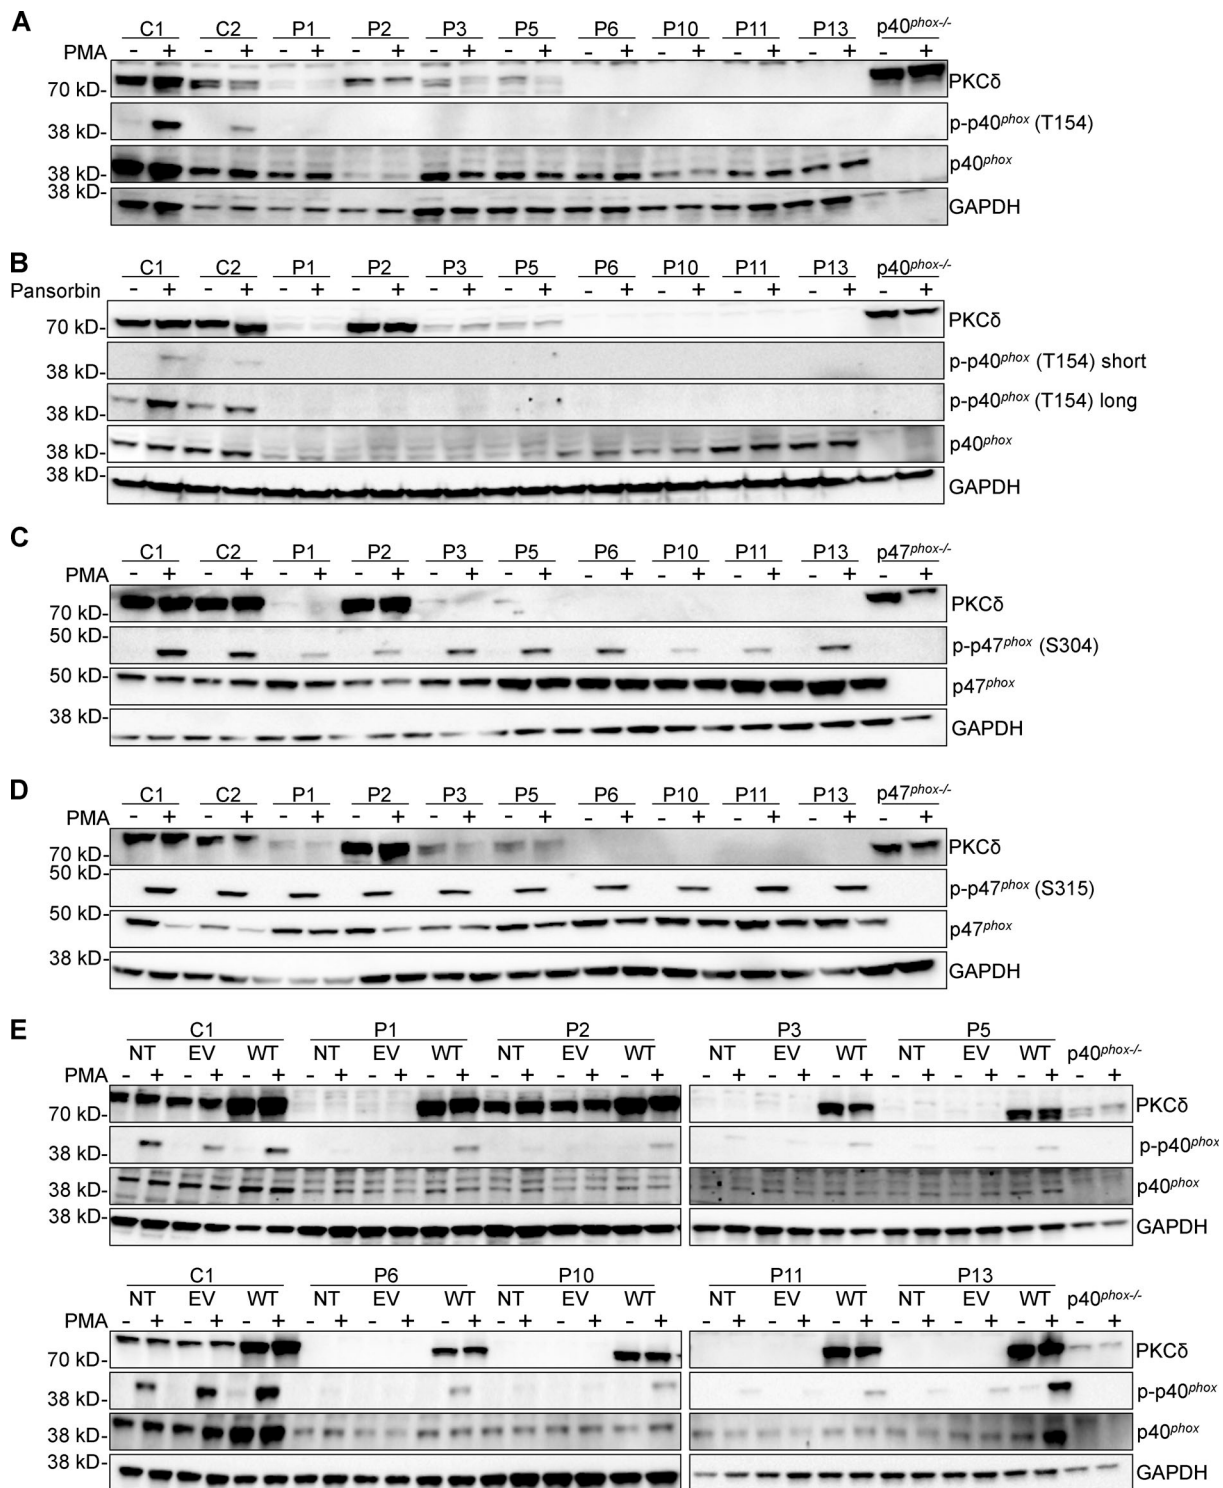 A
C1 C2 P1 P2 P3 P5 P6 P10 P11 P13 p40phox-/-
PMA - + - + - + - + - + - + - + - + - + - + - +
70 kD- PKCδ
38 kD- p-p40phox (T154)
38 kD- p40phox
38 kD- GAPDH
B
C1 C2 P1 P2 P3 P5 P6 P10 P11 P13 p40phox-/-
Pansorbin - + - + - + - + - + - + - + - + - + - + - +
70 kD- PKCδ
38 kD- p-p40phox (T154) short
38 kD- p-p40phox (T154) long
38 kD- p40phox
38 kD- GAPDH
C
C1 C2 P1 P2 P3 P5 P6 P10 P11 P13 p47phox-/-
PMA - + - + - + - + - + - + - + - + - + - + - +
70 kD- PKCδ
50 kD- p-p47phox (S304)
50 kD- p47phox
38 kD- GAPDH
D
C1 C2 P1 P2 P3 P5 P6 P10 P11 P13 p47phox-/-
PMA - + - + - + - + - + - + - + - + - + - + - +
70 kD- PKCδ
50 kD- p-p47phox (S315)
50 kD- p47phox
38 kD- GAPDH
E
C1 P1 P2 P3 P5
NT EV WT NT EV WT NT EV WT NT EV WT NT EV WT p40phox-/-
PMA - + - + - + - + - + - + - + - + - + - + - + - + - + - + - + - +
70 kD- PKCδ
38 kD- p-p40phox
38 kD- p40phox
38 kD- GAPDH
C1 P6 P10 P11 P13
NT EV WT NT EV WT NT EV WT NT EV WT NT EV WT p40phox-/-
PMA - + - + - + - + - + - + - + - + - + - + - + - + - + - + - + - +
70 kD- PKCδ
38 kD- p-p40phox
38 kD- p40phox
38 kD- GAPDH